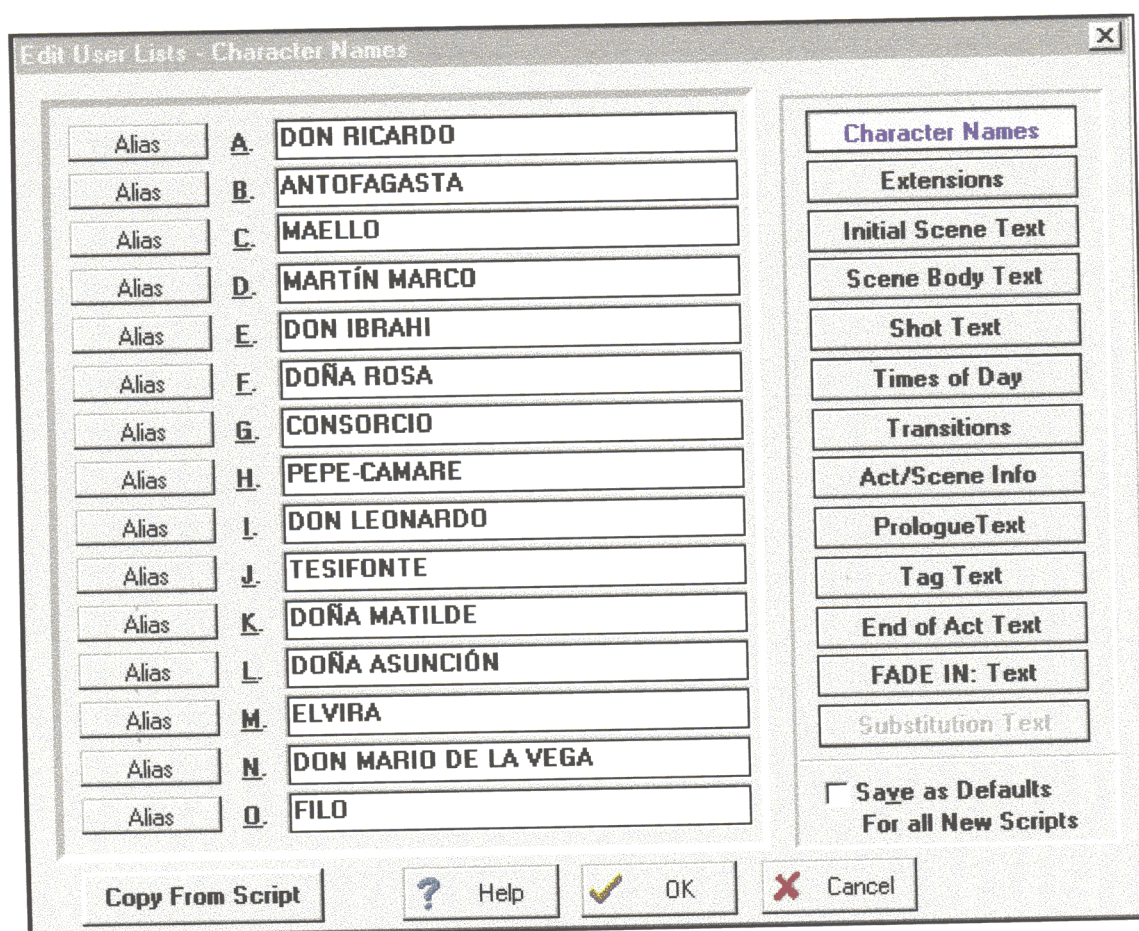 Edit User Lists - Character Names
Alias A. DON RICARDO
Alias B. ANTOFAGASTA
Alias C. MAELLO
Alias D. MARTÍN MARCO
Alias E. DON IBRAHI
Alias F. DOÑA ROSA
Alias G. CONSORCIO
Alias H. PEPE-CAMARE
Alias I. DON LEONARDO
Alias J. TESIFONTE
Alias K. DOÑA MATILDE
Alias L. DOÑA ASUNCIÓN
Alias M. ELVIRA
Alias N. DON MARIO DE LA VEGA
Alias O. FILO
Character Names
Extensions
Initial Scene Text
Scene Body Text
Shot Text
Times of Day
Transitions
Act/Scene Info
PrologueText
Tag Text
End of Act Text
FADE IN: Text
Substitution Text
Save as Defaults
For all New Scripts
Copy From Script
? Help
OK
Cancel